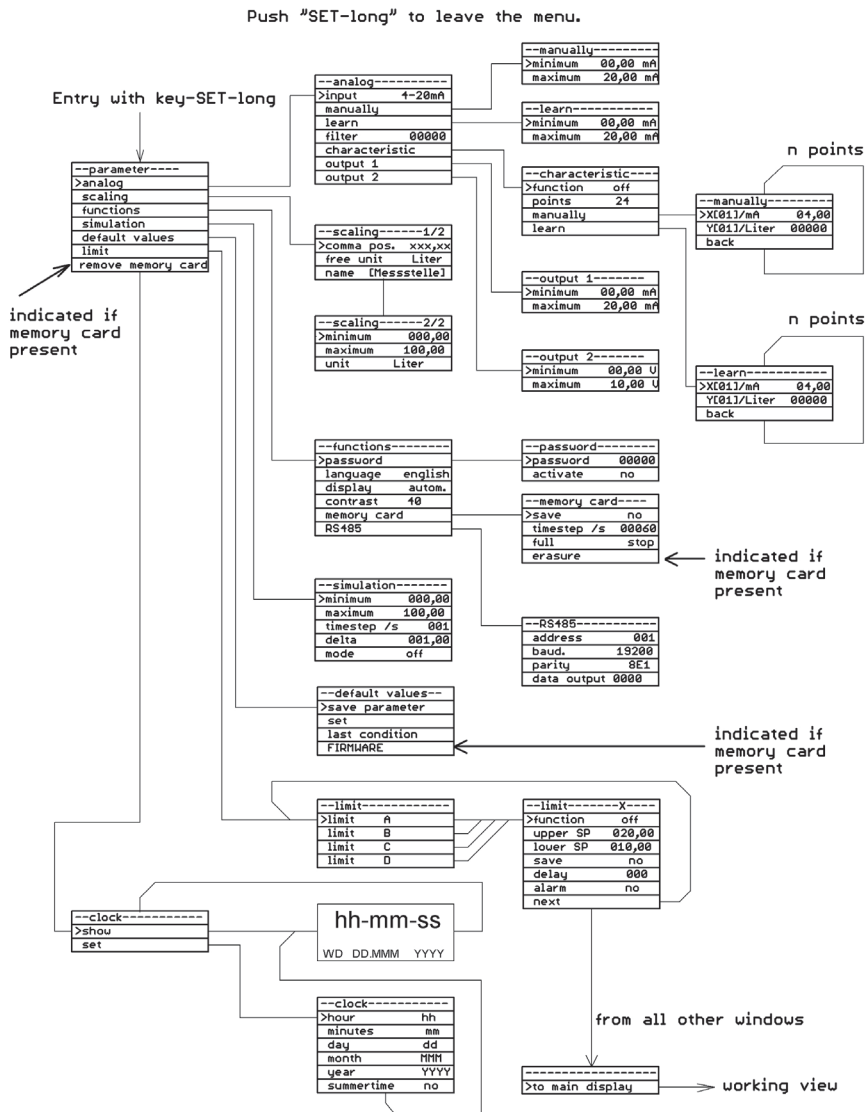 Push "SET-long" to leave the menu.
Entry with key-SET-long
--parameter----
>analog
scaling
functions
simulation
default values
limit
remove memory card
indicated if
memory card
present
--analog---------
>input 4-20mA
manually
learn
filter 00000
characteristic
output 1
output 2
--manually-------
>minimum 00,00 mA
maximum 20,00 mA
--learn-----------
>minimum 00,00 mA
maximum 20,00 mA
--characteristic--
>function off
points 24
manually
learn
n points
--manually--------
>X[01]/mA 04,00
Y[01]/Liter 00000
back
--scaling------1/2
>comma pos. xxx,xx
free unit Liter
name [Messstelle]
--scaling------2/2
>minimum 000,00
maximum 100,00
unit Liter
--output 1--------
>minimum 00,00 mA
maximum 20,00 mA
--output 2--------
>minimum 00,00 V
maximum 10,00 V
n points
--learn-----------
>X[01]/mA 04,00
Y[01]/Liter 00000
back
--functions-------
>password
language english
display autom.
contrast 40
memory card
RS485
--password--------
>password 00000
activate no
--memory card----
>save no
timestep /s 00060
full stop
erasure
indicated if
memory card
present
--simulation------
>minimum 000,00
maximum 100,00
timestep /s 001
delta 001,00
mode off
--RS485-----------
address 001
baud. 19200
parity 8E1
data output 0000
--default values--
>save parameter
set
last condition
FIRMWARE
indicated if
memory card
present
--limit-----------
>limit A
limit B
limit C
limit D
--limit------X----
>function off
upper SP 020,00
lower SP 010,00
save no
delay 000
alarm no
next
--clock-----------
>show
set
hh-mm-ss
WD DD.MMM YYYY
--clock-----------
>hour hh
minutes mm
day dd
month MMM
year YYYY
summertime no
from all other windows
------------------
>to main display
working view